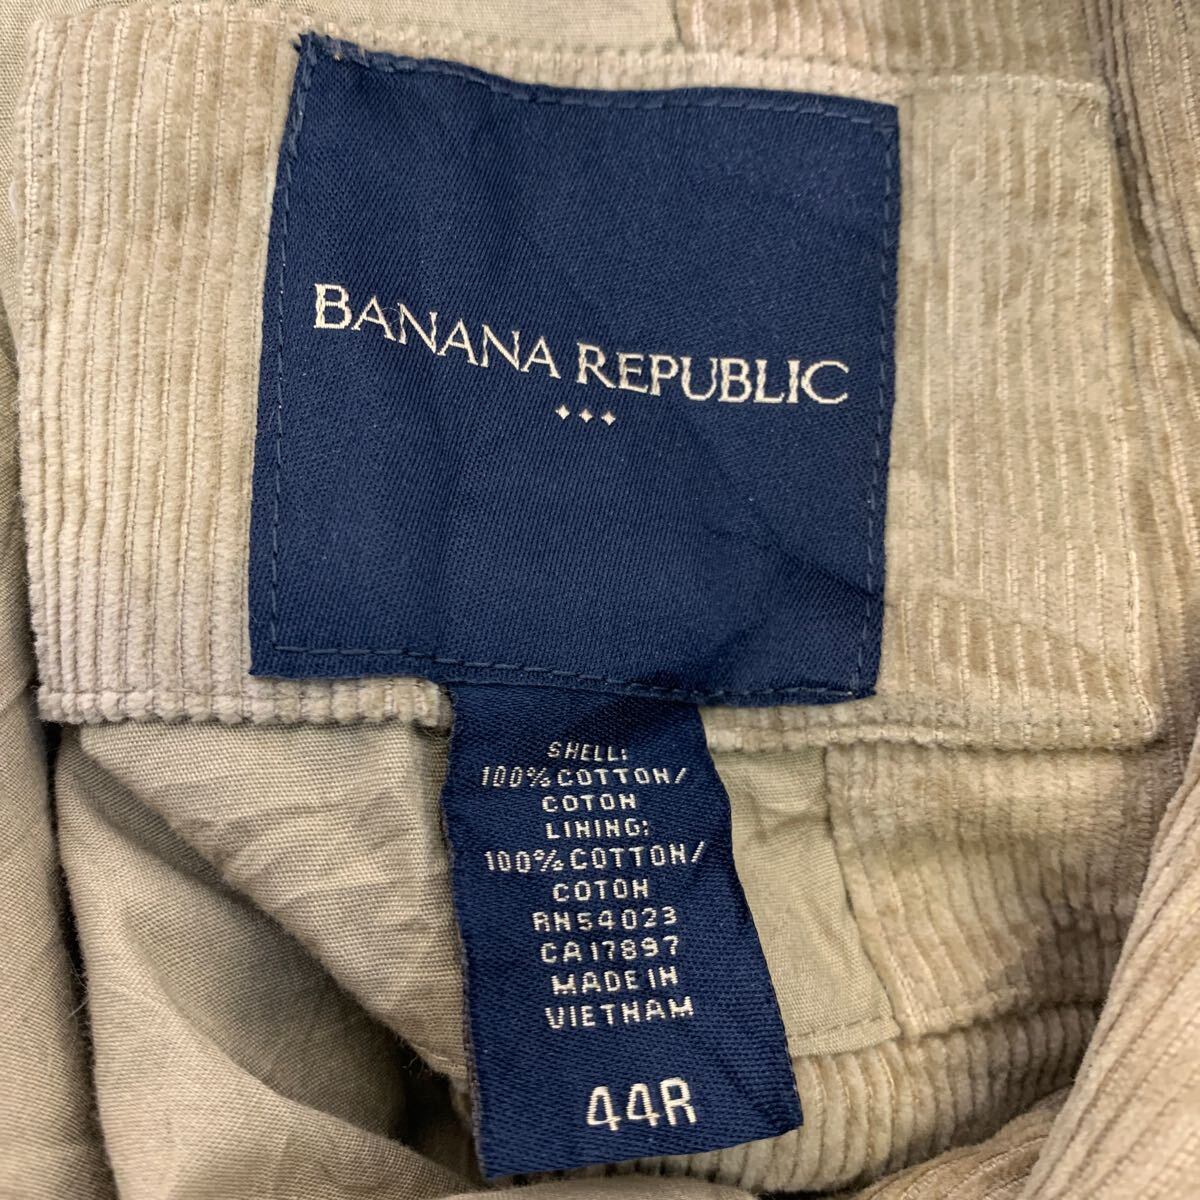 BANANA REPUBLIC
SHELL:
100% COTTON/
COTON
LINING:
100% COTTON/
COTON
RN54023
CA17897
MADE IN
VIETNAM
44R